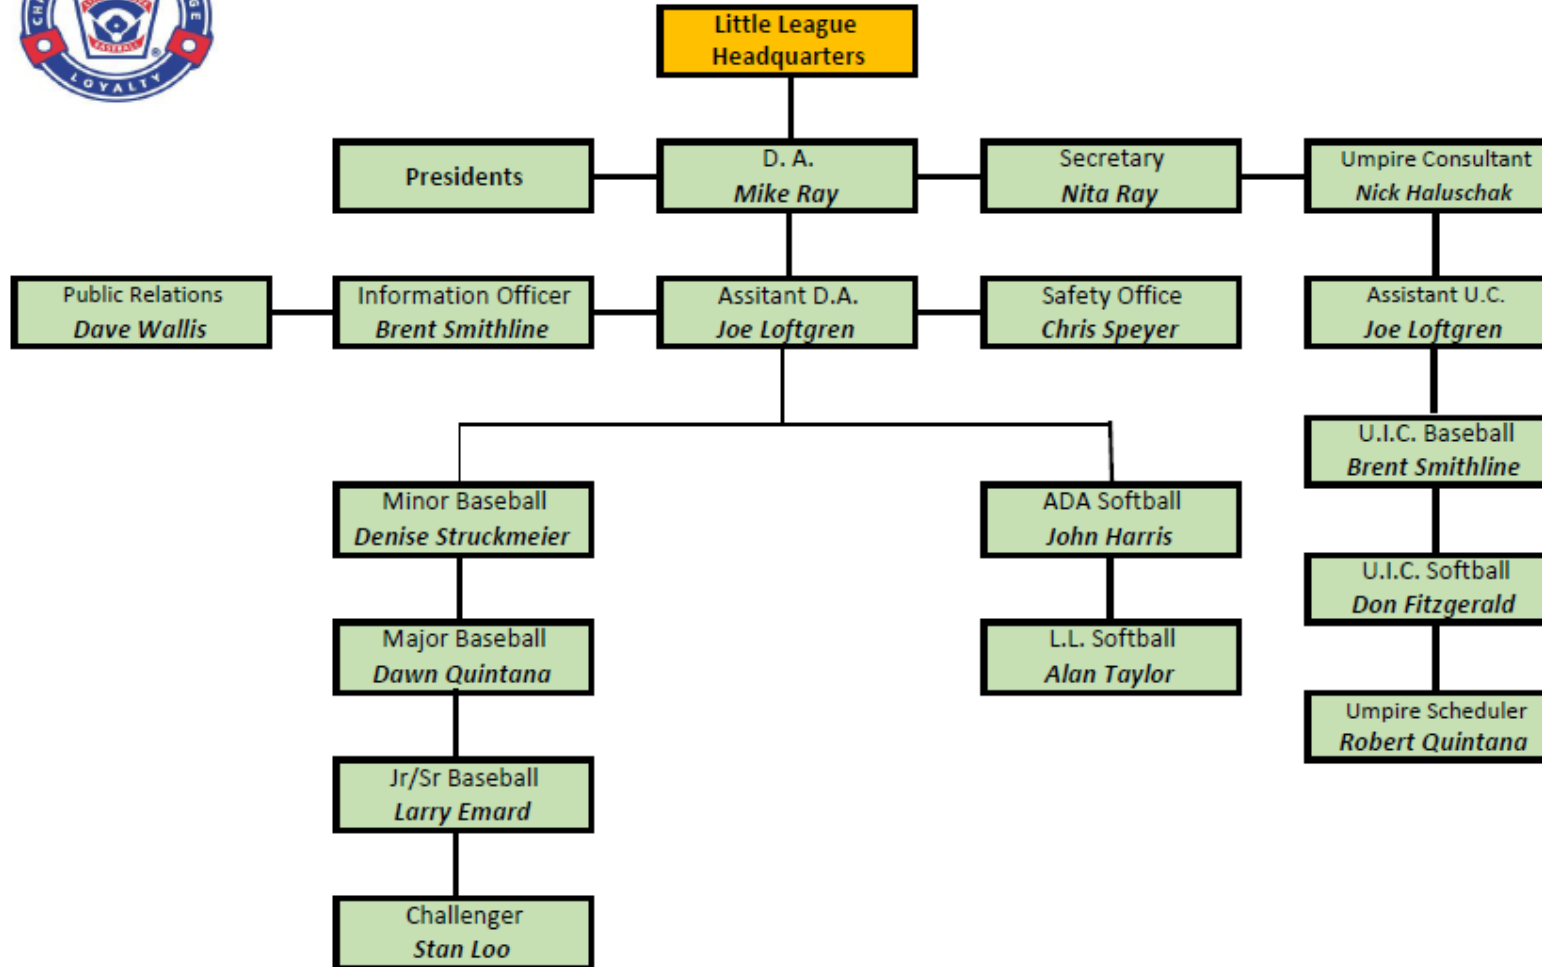 LOYALTY
BASEBALL
Little League
Headquarters
Presidents
D. A.
Mike Ray
Secretary
Nita Ray
Umpire Consultant
Nick Haluschak
Public Relations
Dave Wallis
Information Officer
Brent Smithline
Assitant D.A.
Joe Loftgren
Safety Office
Chris Speyer
Assistant U.C.
Joe Loftgren
U.I.C. Baseball
Brent Smithline
Minor Baseball
Denise Struckmeier
ADA Softball
John Harris
U.I.C. Softball
Don Fitzgerald
Major Baseball
Dawn Quintana
L.L. Softball
Alan Taylor
Umpire Scheduler
Robert Quintana
Jr/Sr Baseball
Larry Emard
Challenger
Stan Loo